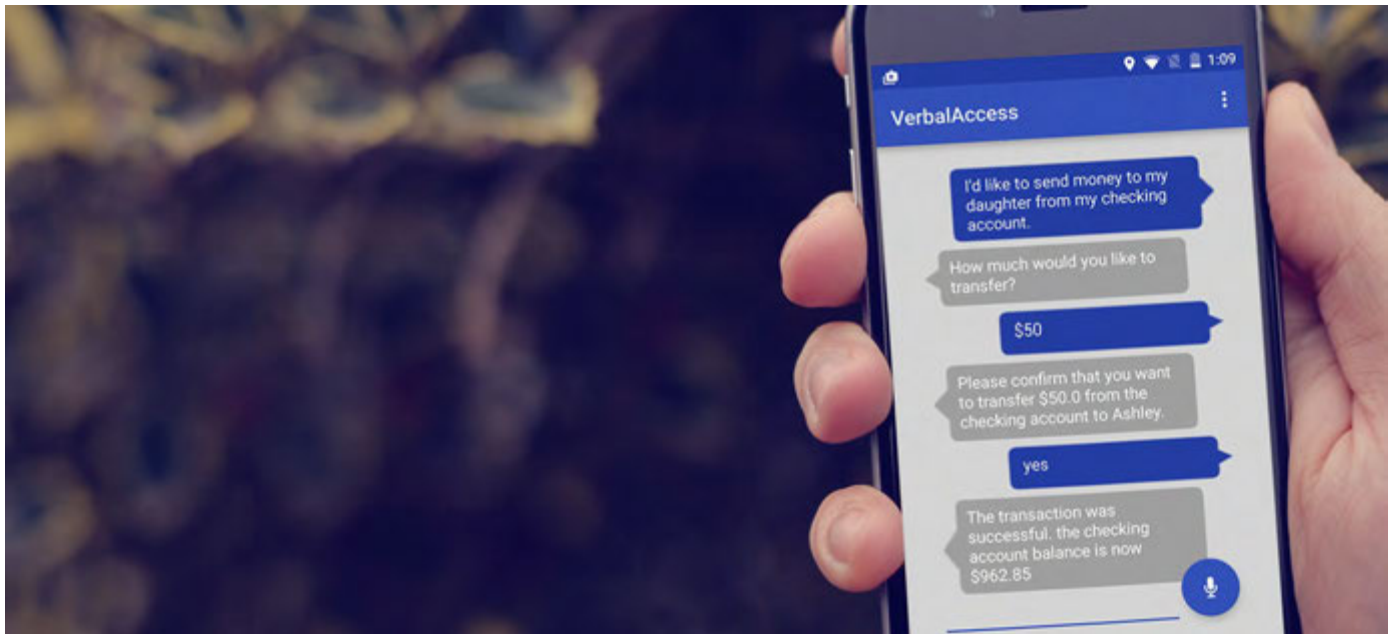 1:09
VerbalAccess
I'd like to send money to my
daughter from my checking
account.
How much would you like to
transfer?
$50
Please confirm that you want
to transfer $50.0 from the
checking account to Ashley.
yes
The transaction was
successful. the checking
account balance is now
$962.85